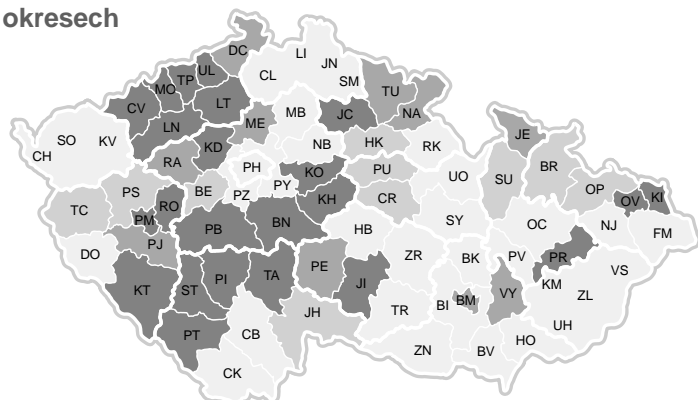 okresech
DC
LI
JN
UL
TP
CL
SM
MO
TU
CV
LT
MB
JC
NA
ME
LN
SO
KV
KD
NB
HK
RK
JE
CH
RA
PH
KO
PU
UO
SU
BR
PS
BE
PZ
PY
KH
CR
OP
OV
KI
TC
RO
PM
PB
BN
HB
SY
OC
NJ
FM
DO
PJ
ZR
BK
PV
PR
VS
KT
ST
PI
TA
PE
JI
BI
BM
VY
KM
ZL
TR
JH
PT
CB
UH
HO
CK
ZN
BV